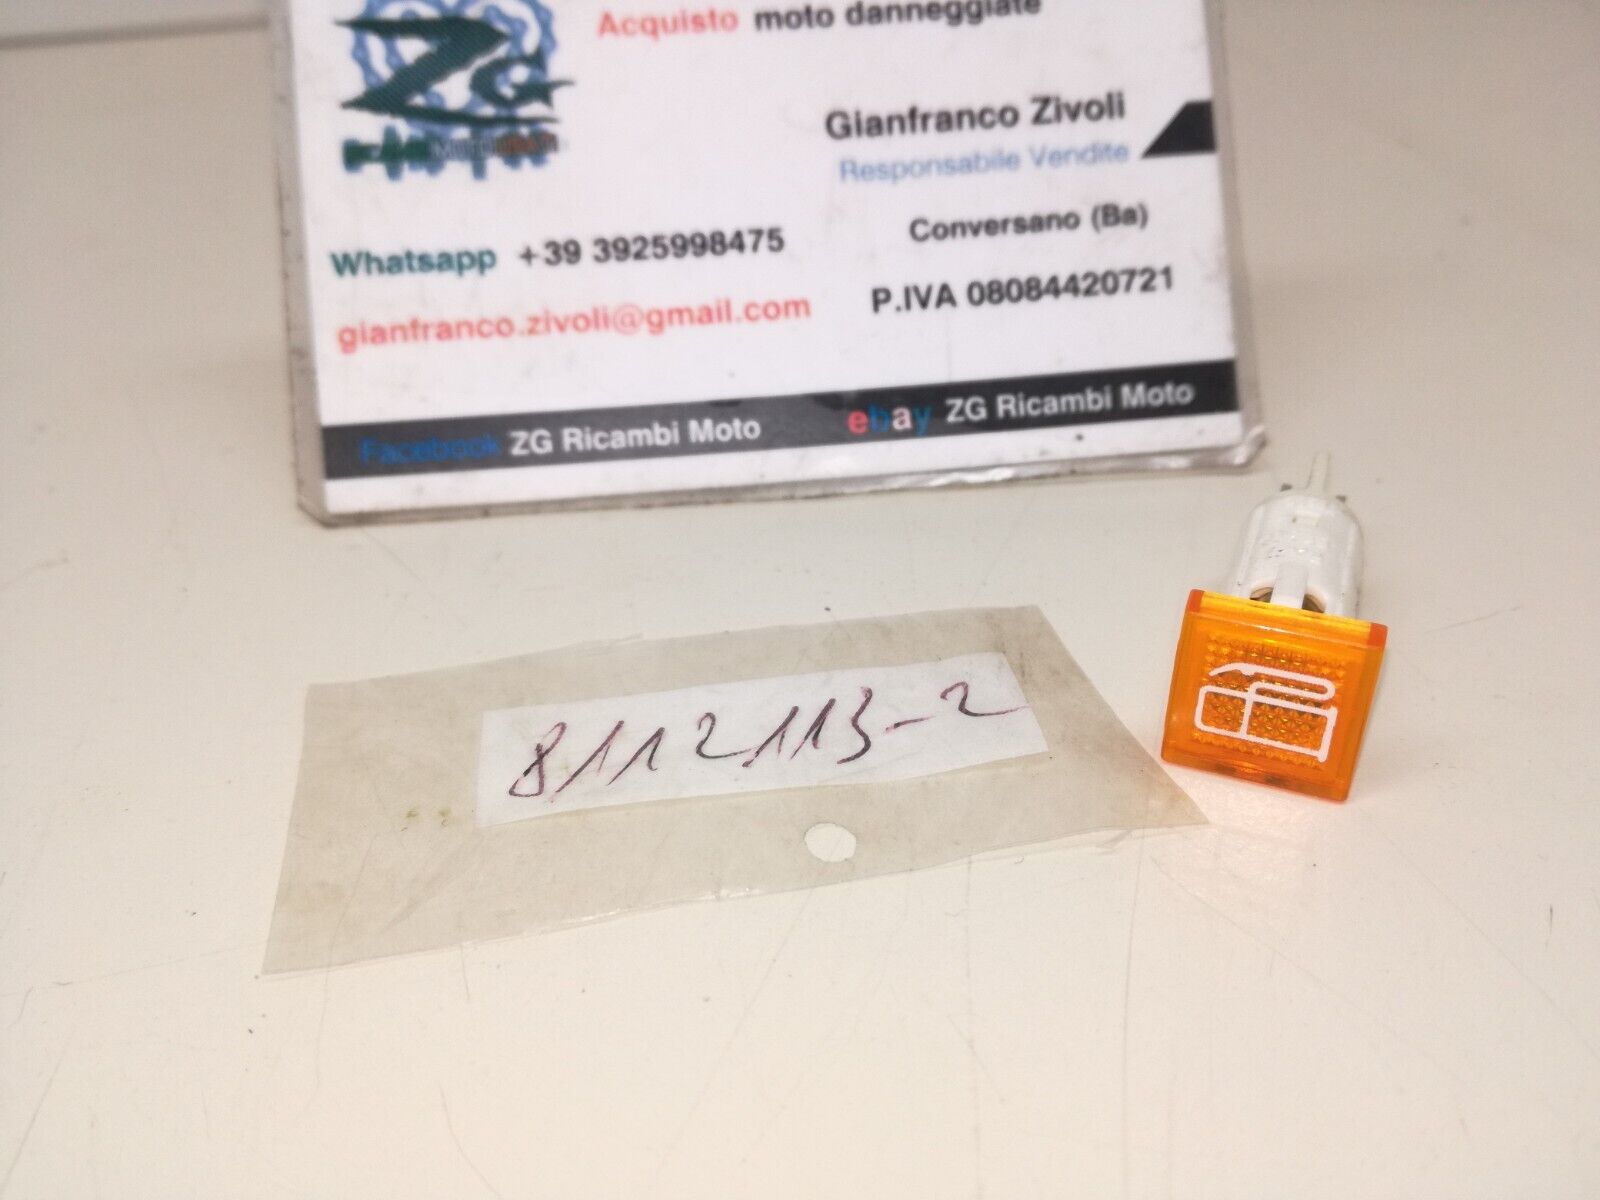 Acquisto moto danneggiate
ZG
Gianfranco Zivoli
Responsabile Vendite
Conversano (Ba)
Whatsapp +39 3925998475
P.IVA 08084420721
gianfranco.zivoli@gmail.com
Facebook ZG Ricambi Moto ebay ZG Ricambi Moto
8112113-2